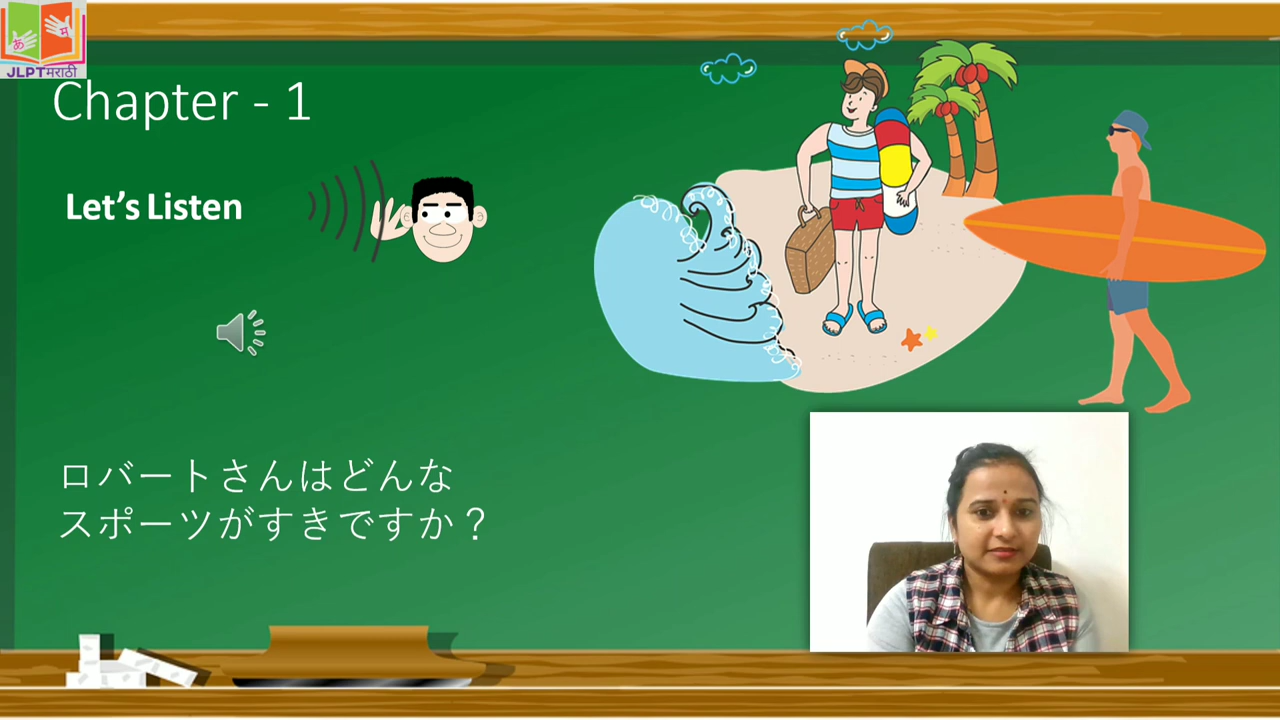 あ म
JLPTमराठी
Chapter - 1
Let's Listen
ロバートさんはどんな
スポーツがすきですか？